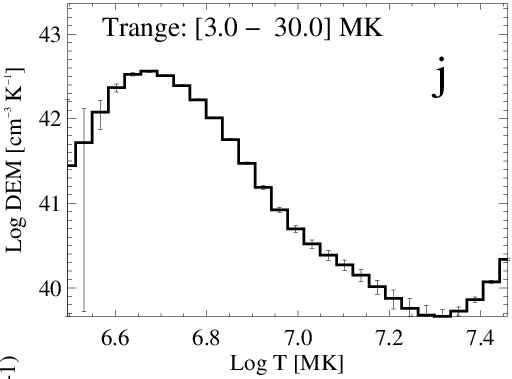 Trange: [3.0 – 30.0] MK
j
43
42
41
40
Log DEM [cm⁻³ K⁻¹]
6.6 6.8 7.0 7.2 7.4
Log T [MK]
-1)